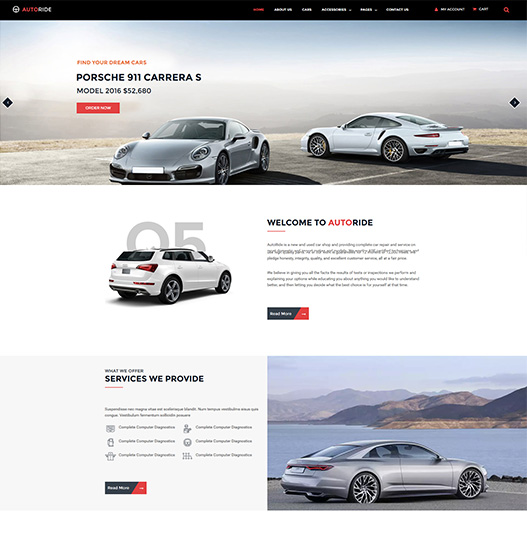 AUTORIDE
HOME ABOUT US CARS ACCESSORIES PAGES CONTACT US MY ACCOUNT CART
FIND YOUR DREAM CARS
PORSCHE 911 CARRERA S
MODEL 2016 $52,680
ORDER NOW
Q5
WELCOME TO AUTORIDE
AutoRide is a new and used car shop and providing complete car repair and service on
pledge honesty, integrity, quality, and excellent customer service, all at a fair price.
We believe in giving you all the facts the results of tests or inspections we perform and
explaining your options while educating you about anything you would like to understand
better, and then letting you decide what the best choice is for yourself at that time.
Read More
WHAT WE OFFER
SERVICES WE PROVIDE
Suspendisse nec magna vitae est scelerisque blandit. Num tempus vestibulms esue quis
congue. Vestibulum fermentum sollicidin posuere
Complete Computer Diagnostics Complete Computer Diagnostics
Complete Computer Diagnostics Complete Computer Diagnostics
Complete Computer Diagnostics Complete Computer Diagnostics
Read More